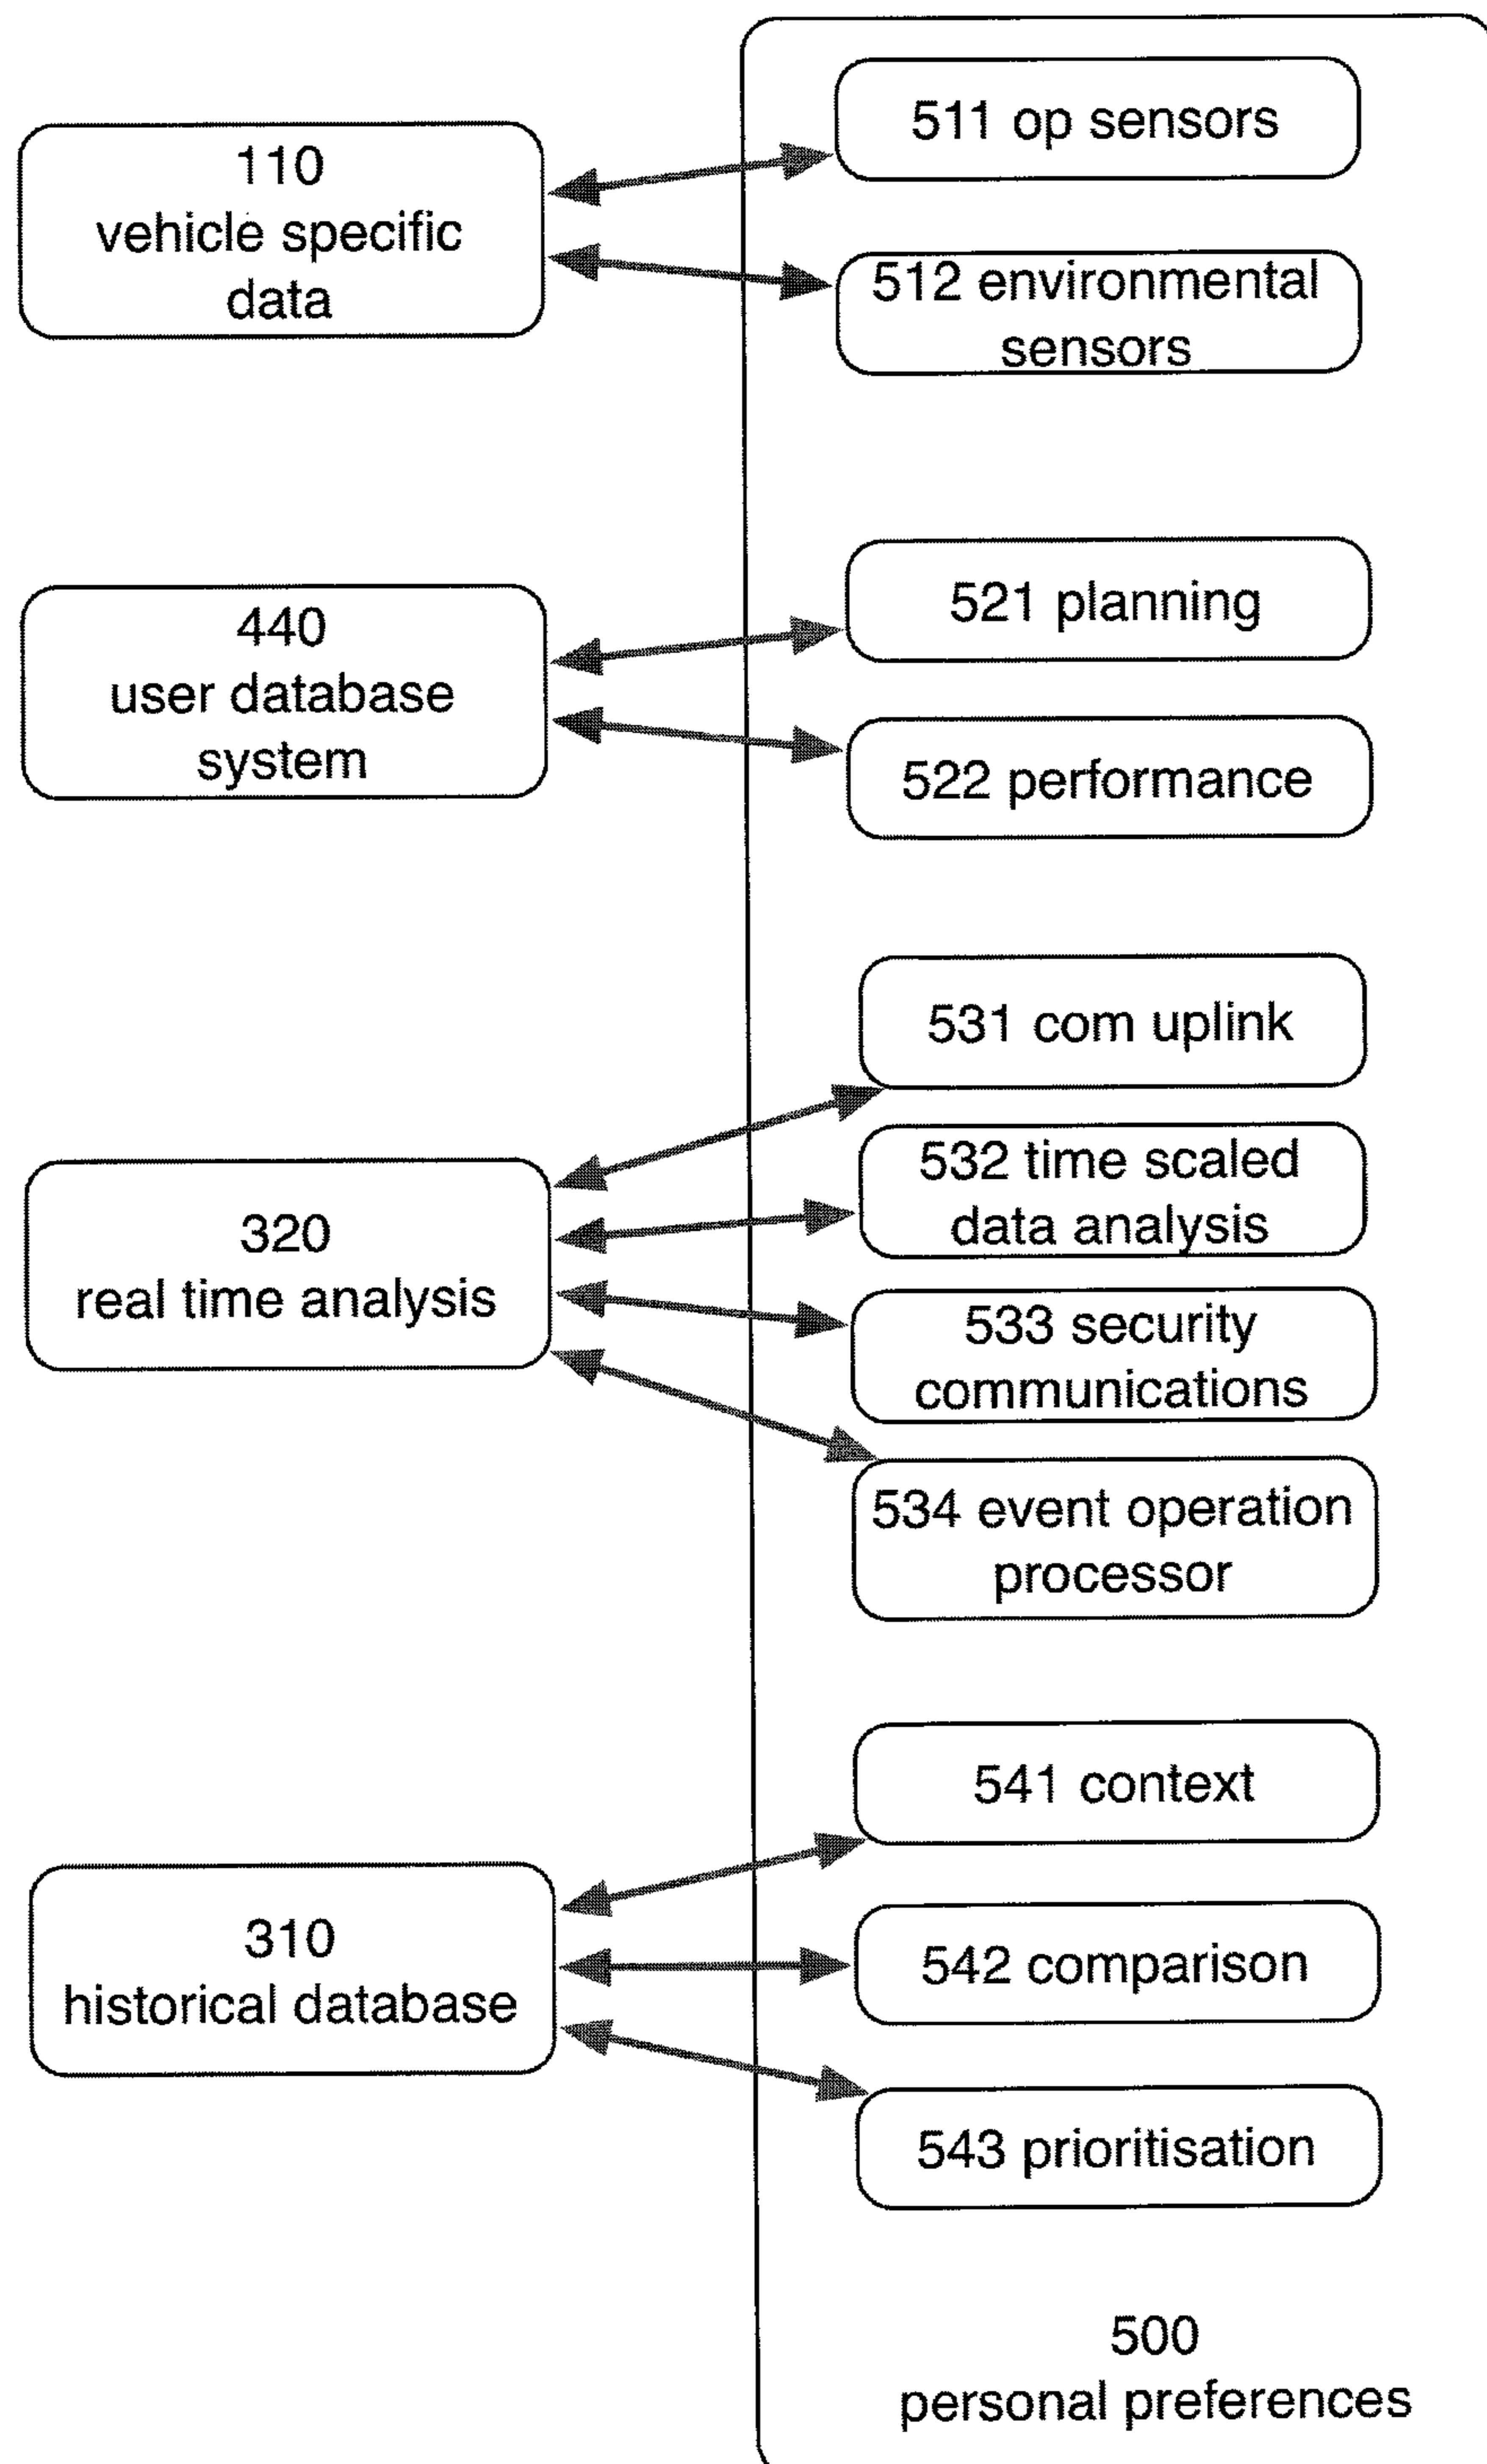 110
vehicle specific
data
511 op sensors
512 environmental
sensors
440
user database
system
521 planning
522 performance
320
real time analysis
531 com uplink
532 time scaled
data analysis
533 security
communications
534 event operation
processor
310
historical database
541 context
542 comparison
543 prioritisation
500
personal preferences